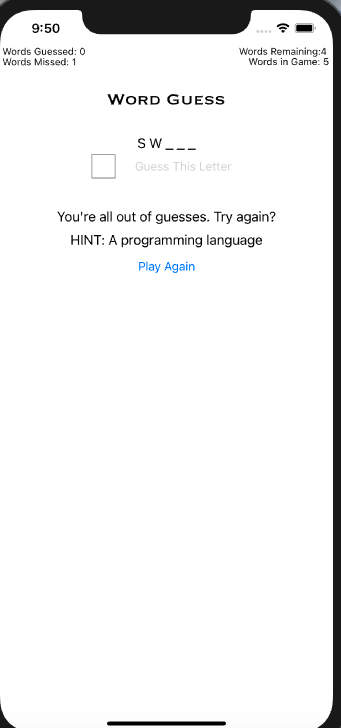 9:50
Words Guessed: 0
Words Remaining:4
Words Missed: 1
Words in Game: 5
Word Guess
S W _ _ _
Guess This Letter
You're all out of guesses. Try again?
HINT: A programming language
Play Again